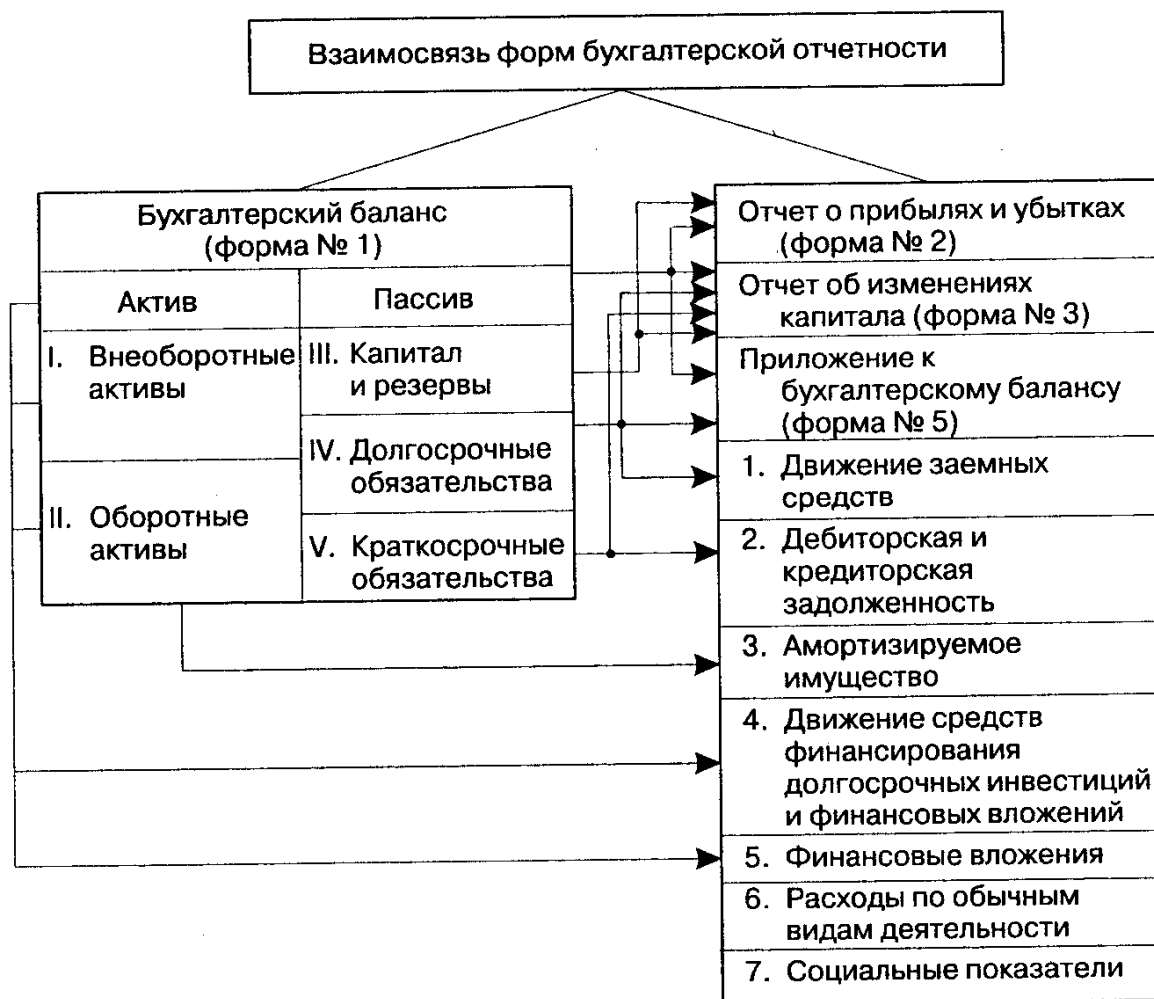 Взаимосвязь форм бухгалтерской отчетности
Бухгалтерский баланс
(форма № 1)
Актив
Пассив
I. Внеоборотные
активы
II. Оборотные
активы
III. Капитал
и резервы
IV. Долгосрочные
обязательства
V. Краткосрочные
обязательства
Отчет о прибылях и убытках
(форма № 2)
Отчет об изменениях
капитала (форма № 3)
Приложение к
бухгалтерскому балансу
(форма № 5)
1. Движение заемных
средств
2. Дебиторская и
кредиторская
задолженность
3. Амортизируемое
имущество
4. Движение средств
финансирования
долгосрочных инвестиций
и финансовых вложений
5. Финансовые вложения
6. Расходы по обычным
видам деятельности
7. Социальные показатели